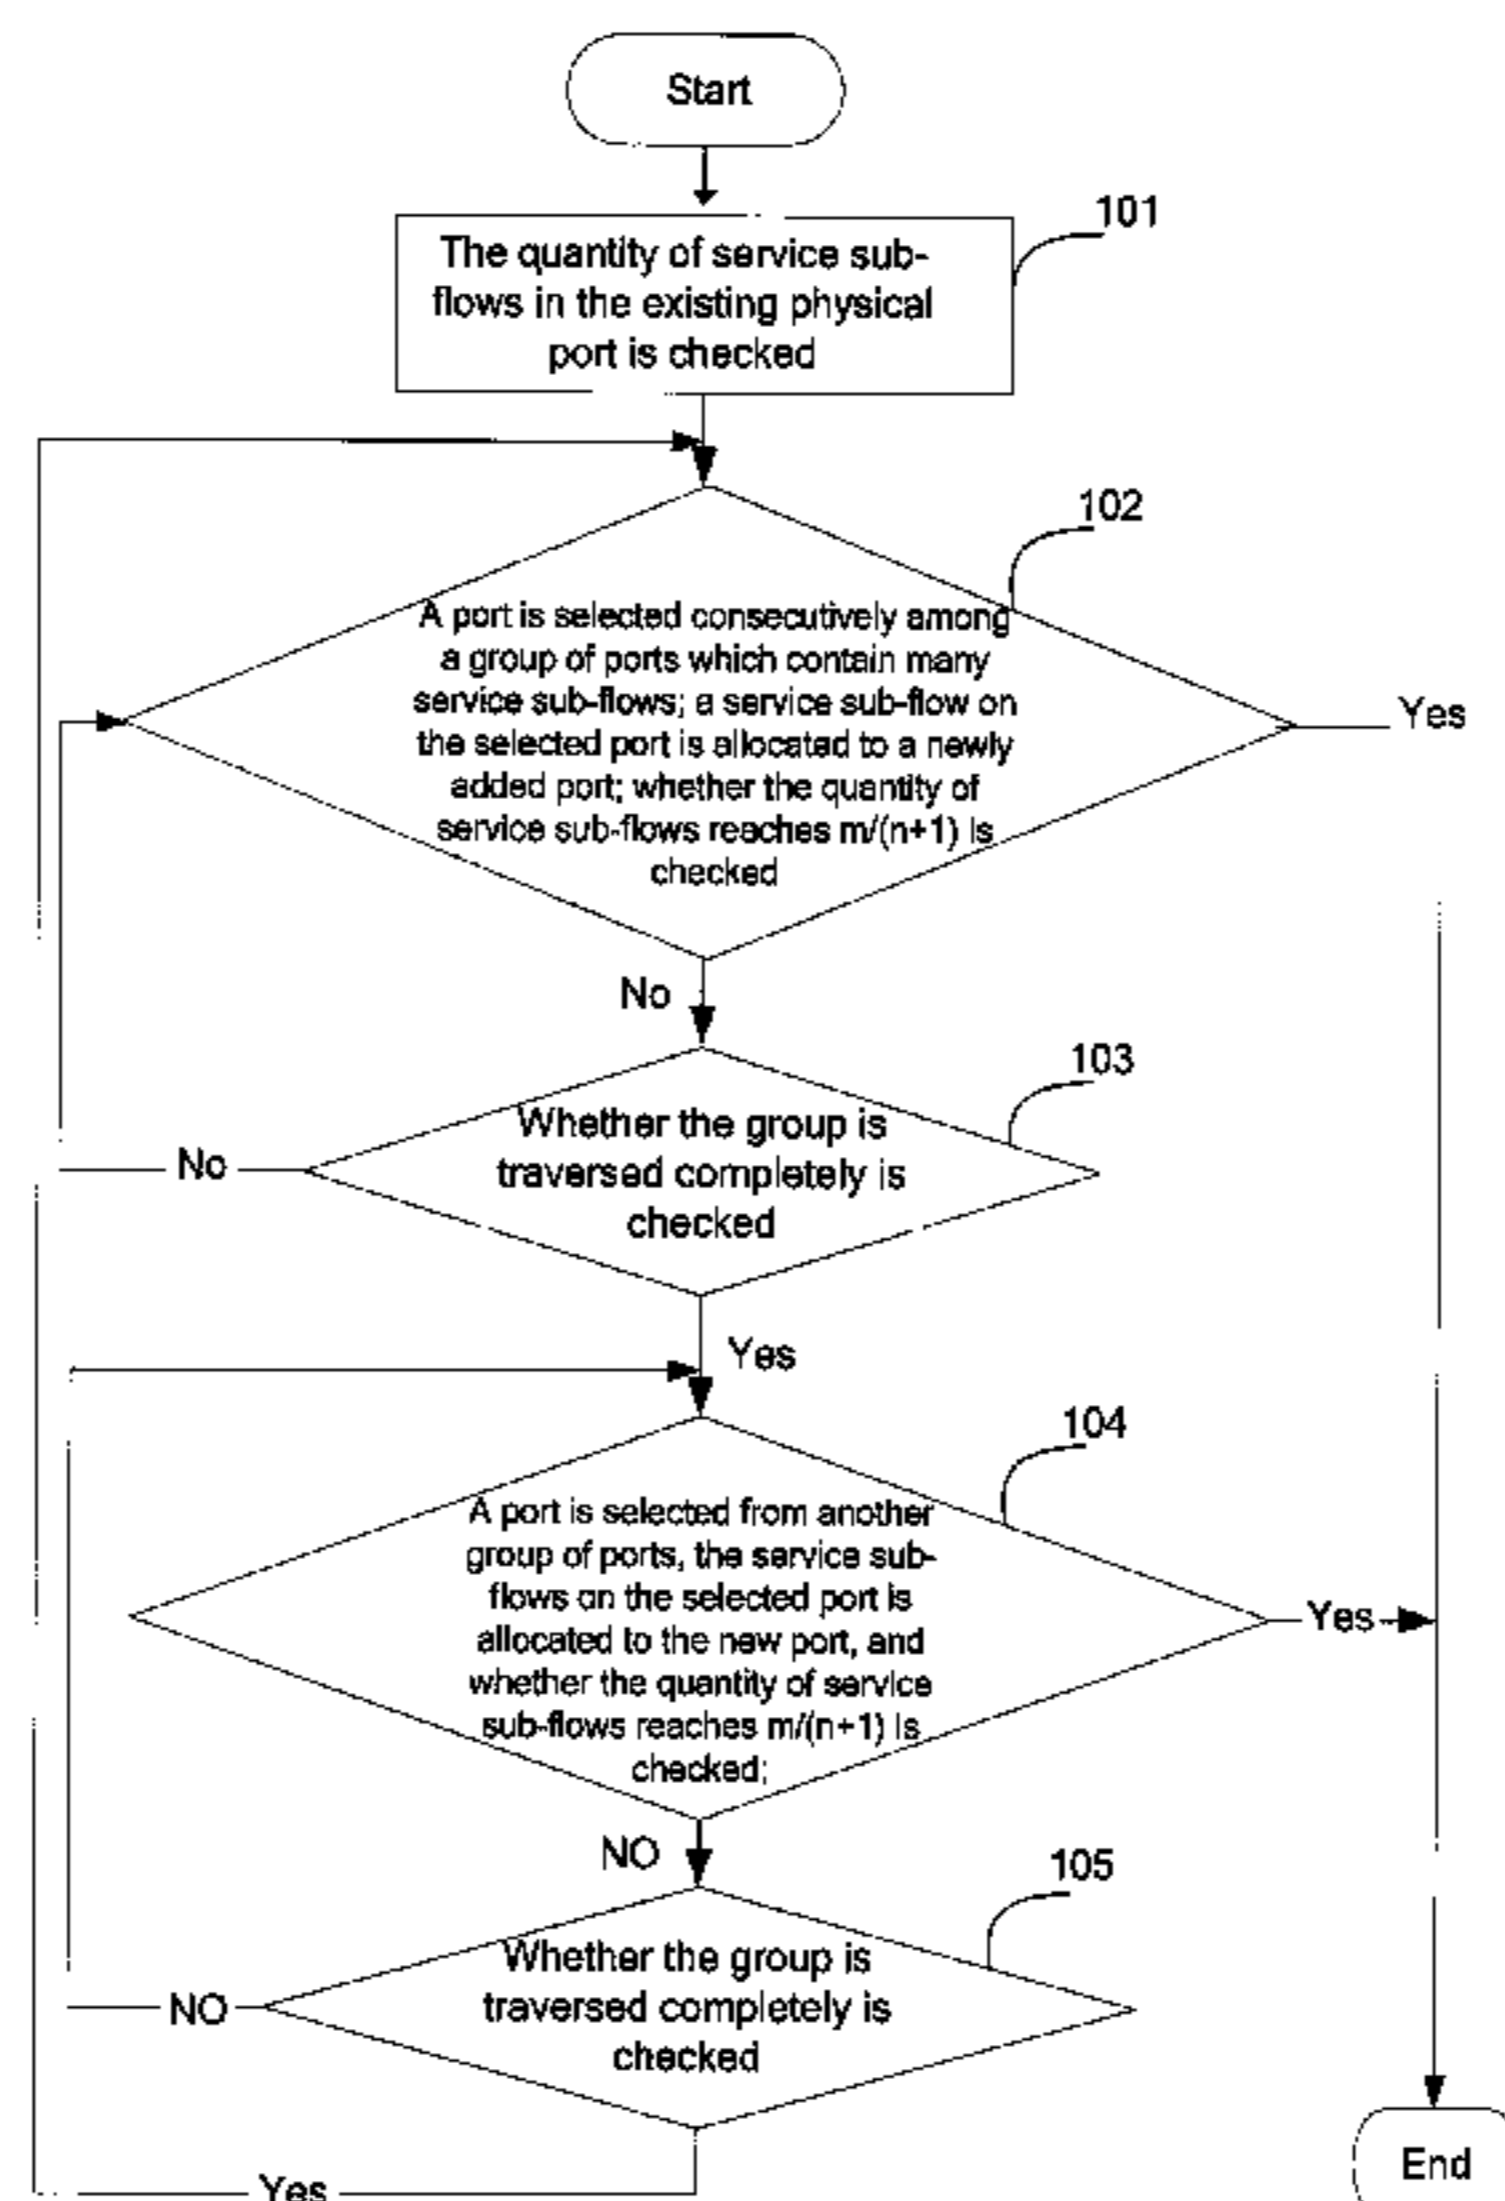 Start
101
The quantity of service sub-
flows in the existing physical
port is checked
102
A port is selected consecutively among
a group of ports which contain many
service sub-flows; a service sub-flow on
the selected port is allocated to a newly
added port; whether the quantity of
service sub-flows reaches m/(n+1) is
checked
Yes
No
103
Whether the group is
traversed completely is
checked
No
Yes
104
A port is selected from another
group of ports, the service sub-
flows on the selected port is
allocated to the new port, and
whether the quantity of service
sub-flows reaches m/(n+1) is
checked;
Yes
NO
105
Whether the group is
traversed completely is
checked
NO
End
Yes